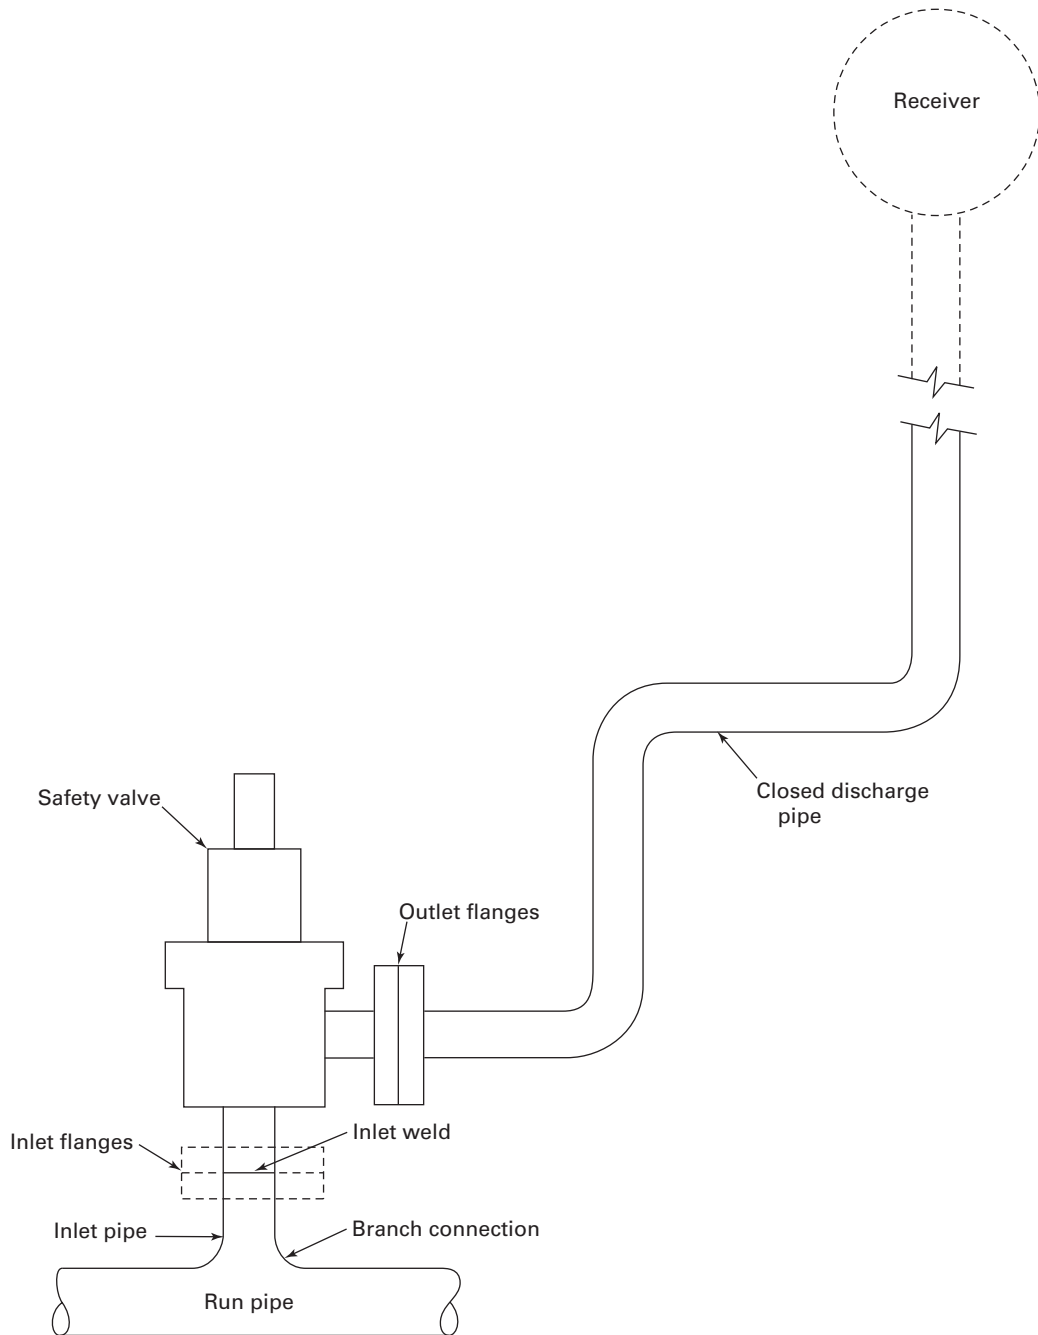 Receiver
Safety valve
Closed discharge
pipe
Outlet flanges
Inlet flanges
Inlet weld
Inlet pipe
Branch connection
Run pipe